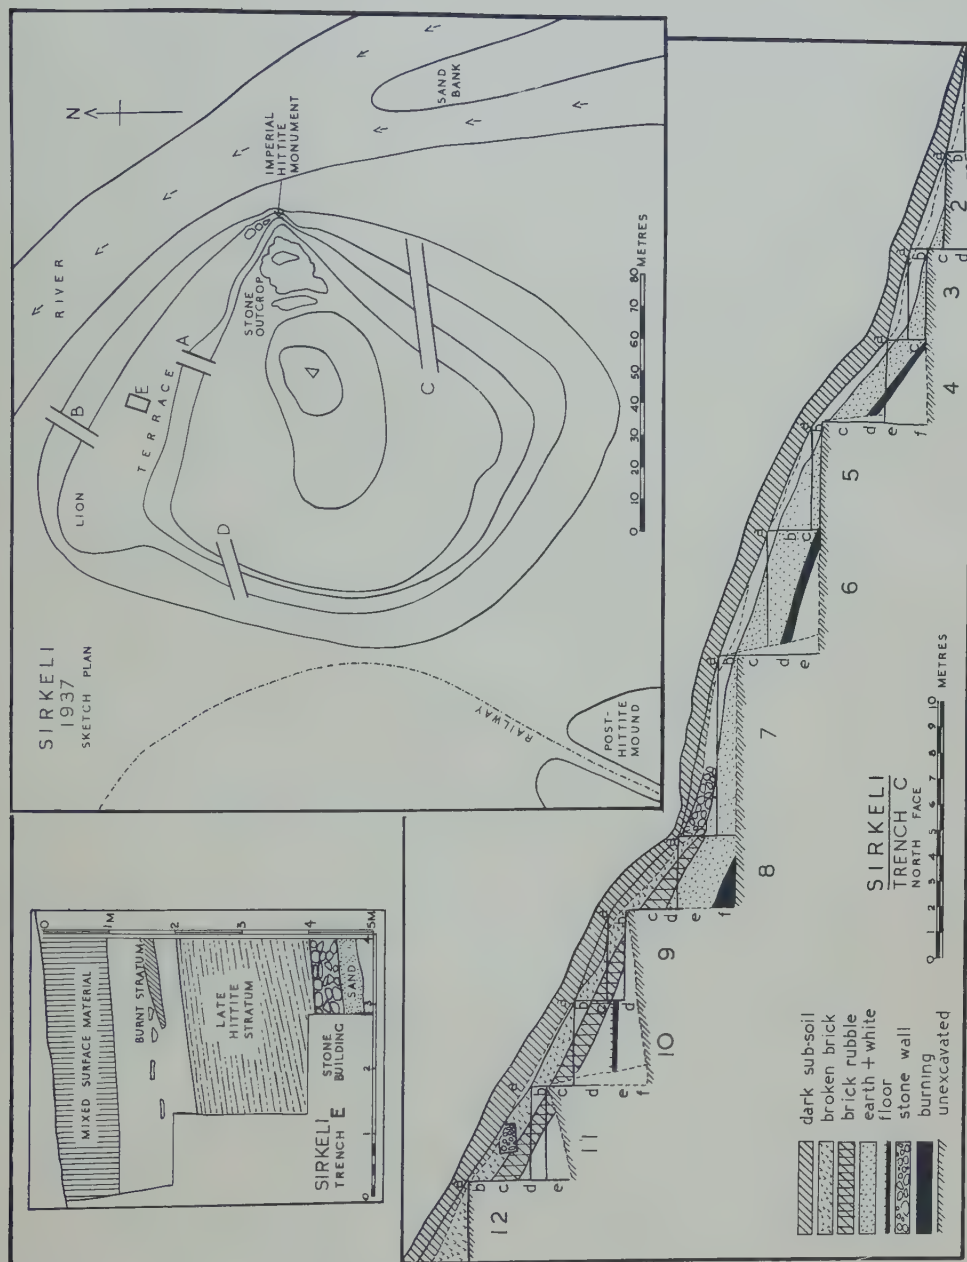 SIRKELI
1937
SKETCH PLAN
N
RIVER
SAND
BANK
IMPERIAL
HITTITE
MONUMENT
STONE
OUTCROP
LION
TERRACE
A
B
C
D
E
RAILWAY
POST-
HITTITE
MOUND
0 10 20 30 40 50 60 70 80 METRES
MIXED SURFACE MATERIAL
BURNT STRATUM
LATE
HITTITE
STRATUM
STONE
BUILDING
SAND
SIRKELI
TRENCH E
0 1 2 3 4
0
1M
2
3
4
5M
SIRKELI
TRENCH C
NORTH FACE
0 1 2 3 4 5 6 7 8 9 10 METRES
dark sub-soil
broken brick
brick rubble
earth + white
floor
stone wall
burning
unexcavated
12
a b
11
a b c d e
10
a b c d e f
9
a b d
8
a c d e f
7
6
a b c d e
5
a b c
4
a b c d e f
3
a b c d
2
a b